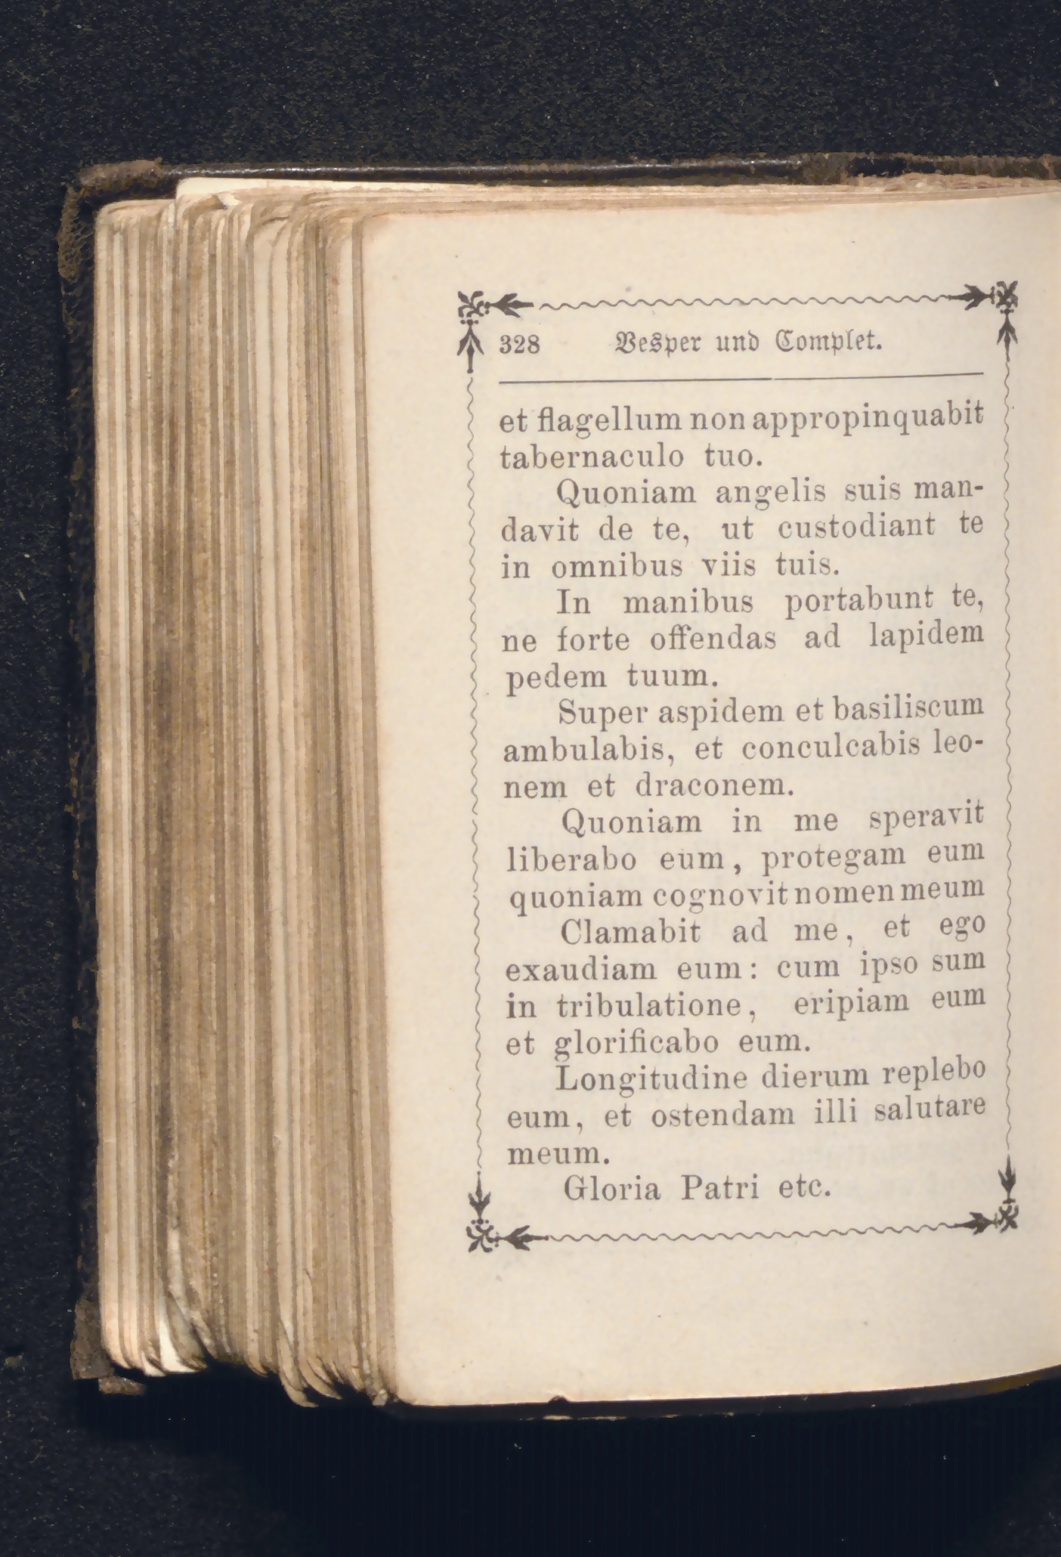 328 Vesper und Complet.
et flagellum non appropinquabit
tabernaculo tuo.
Quoniam angelis suis man-
davit de te, ut custodiant te
in omnibus viis tuis.
In manibus portabunt te,
ne forte offendas ad lapidem
pedem tuum.
Super aspidem et basiliscum
ambulabis, et conculcabis leo-
nem et draconem.
Quoniam in me speravit
liberabo eum, protegam eum
quoniam cognovit nomen meum
Clamabit ad me, et ego
exaudiam eum: cum ipso sum
in tribulatione, eripiam eum
et glorificabo eum.
Longitudine dierum replebo
eum, et ostendam illi salutare
meum.
Gloria Patri etc.